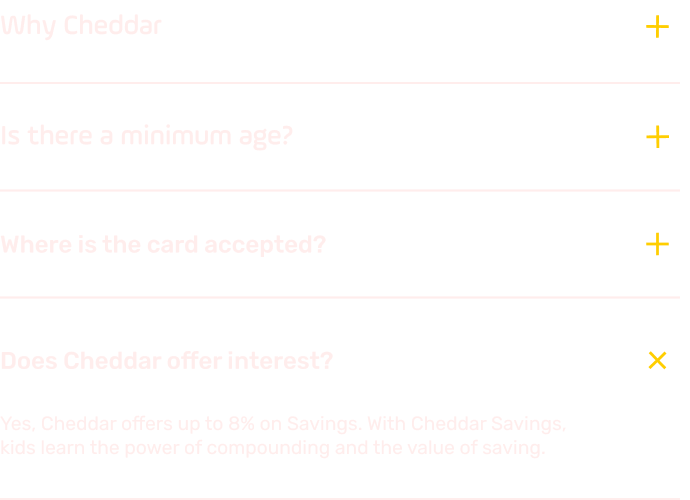 Why Cheddar
Is there a minimum age?
Where is the card accepted?
Does Cheddar offer interest?
Yes, Cheddar offers up to 8% on Savings. With Cheddar Savings,
kids learn the power of compounding and the value of saving.